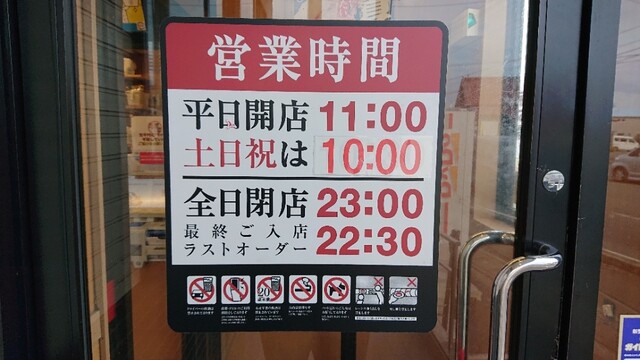 営業時間
平日開店 11:00
土日祝は 10:00
全日閉店 23:00
最終ご入店
ラストオーダー 22:30